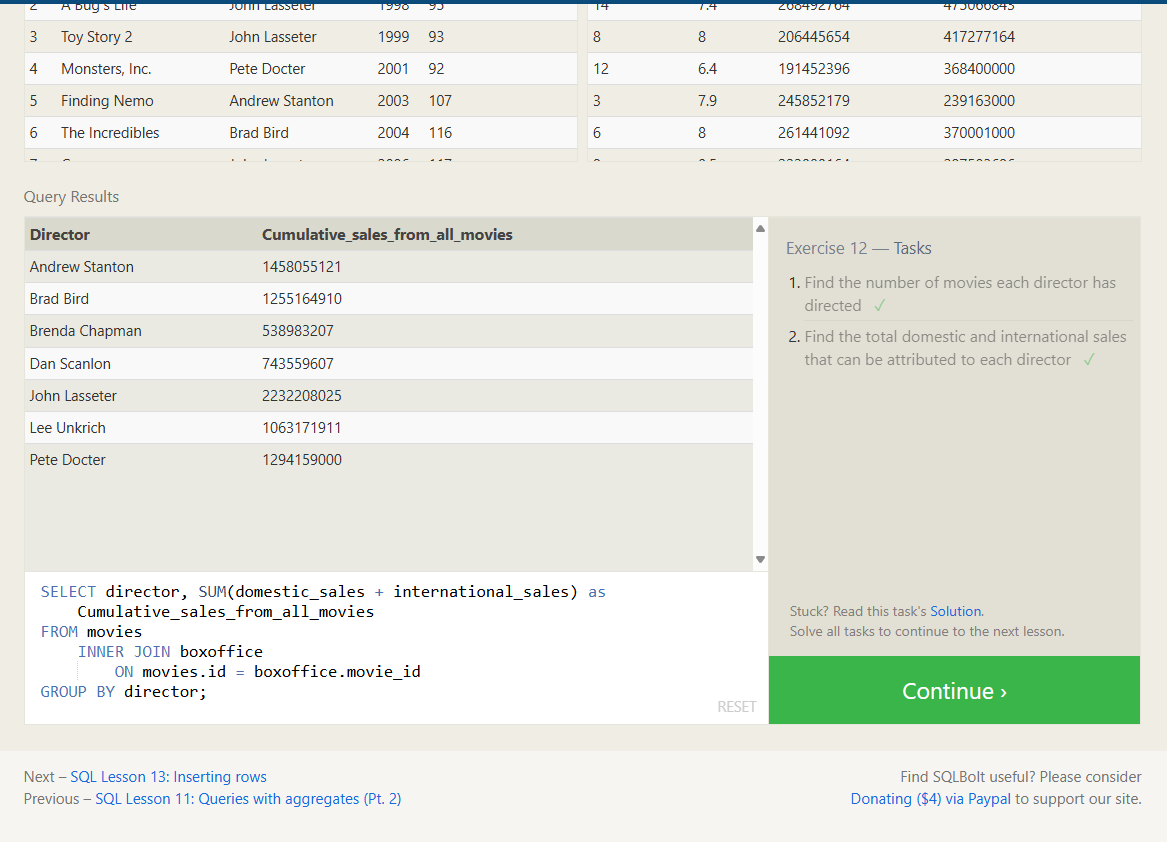 2 A Bug's Life John Lasseter 1998 95
3 Toy Story 2 John Lasseter 1999 93
4 Monsters, Inc. Pete Docter 2001 92
5 Finding Nemo Andrew Stanton 2003 107
6 The Incredibles Brad Bird 2004 116
14 7.4 268492764 475066843
8 8 206445654 417277164
12 6.4 191452396 368400000
3 7.9 245852179 239163000
6 8 261441092 370001000
Query Results
Director Cumulative_sales_from_all_movies
Andrew Stanton 1458055121
Brad Bird 1255164910
Brenda Chapman 538983207
Dan Scanlon 743559607
John Lasseter 2232208025
Lee Unkrich 1063171911
Pete Docter 1294159000
Exercise 12 — Tasks
1. Find the number of movies each director has
directed ✓
2. Find the total domestic and international sales
that can be attributed to each director ✓
Stuck? Read this task's Solution.
Solve all tasks to continue to the next lesson.
Continue ›
SELECT director, SUM(domestic_sales + international_sales) as
Cumulative_sales_from_all_movies
FROM movies
INNER JOIN boxoffice
ON movies.id = boxoffice.movie_id
GROUP BY director;
RESET
Next – SQL Lesson 13: Inserting rows
Previous – SQL Lesson 11: Queries with aggregates (Pt. 2)
Find SQLBolt useful? Please consider
Donating ($4) via Paypal to support our site.